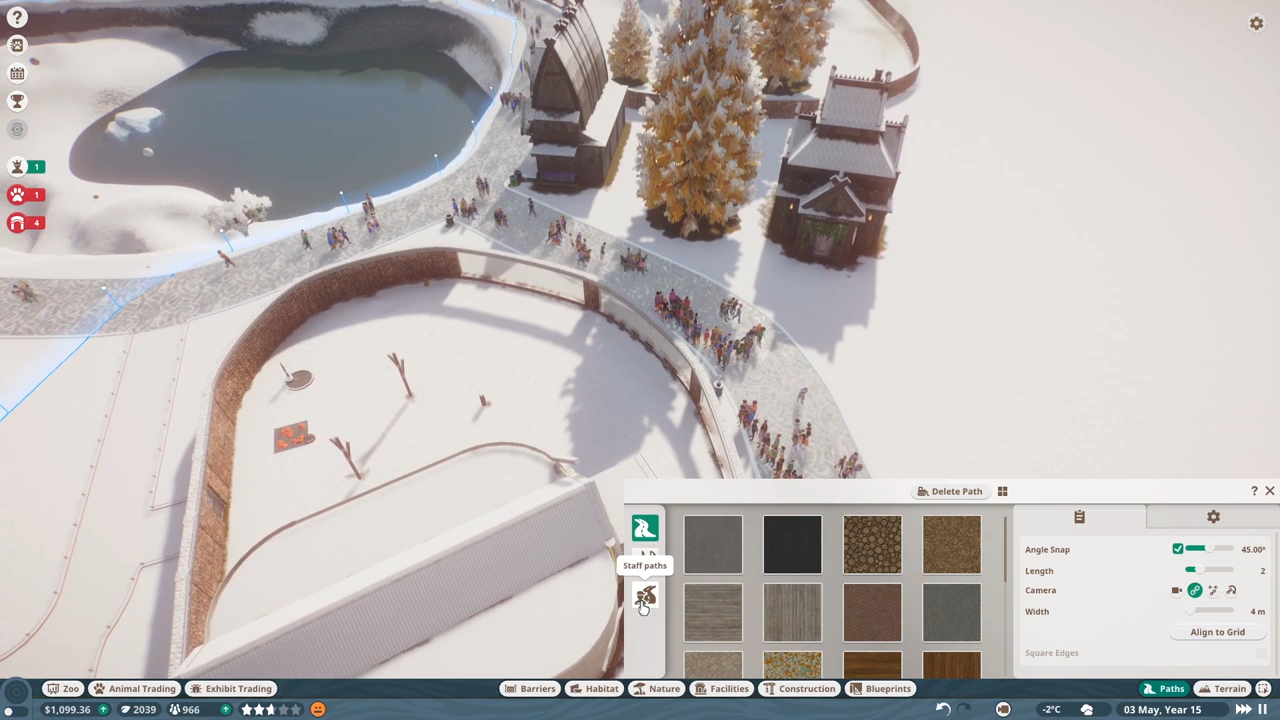 ?
1
1
4
Delete Path
?
Staff paths
Angle Snap 45.00°
Length 2
Camera
Width 4 m
Align to Grid
Square Edges
Zoo Animal Trading Exhibit Trading Barriers Habitat Nature Facilities Construction Blueprints Paths Terrain
$1,099.36 2039 966 -2°C 03 May, Year 15